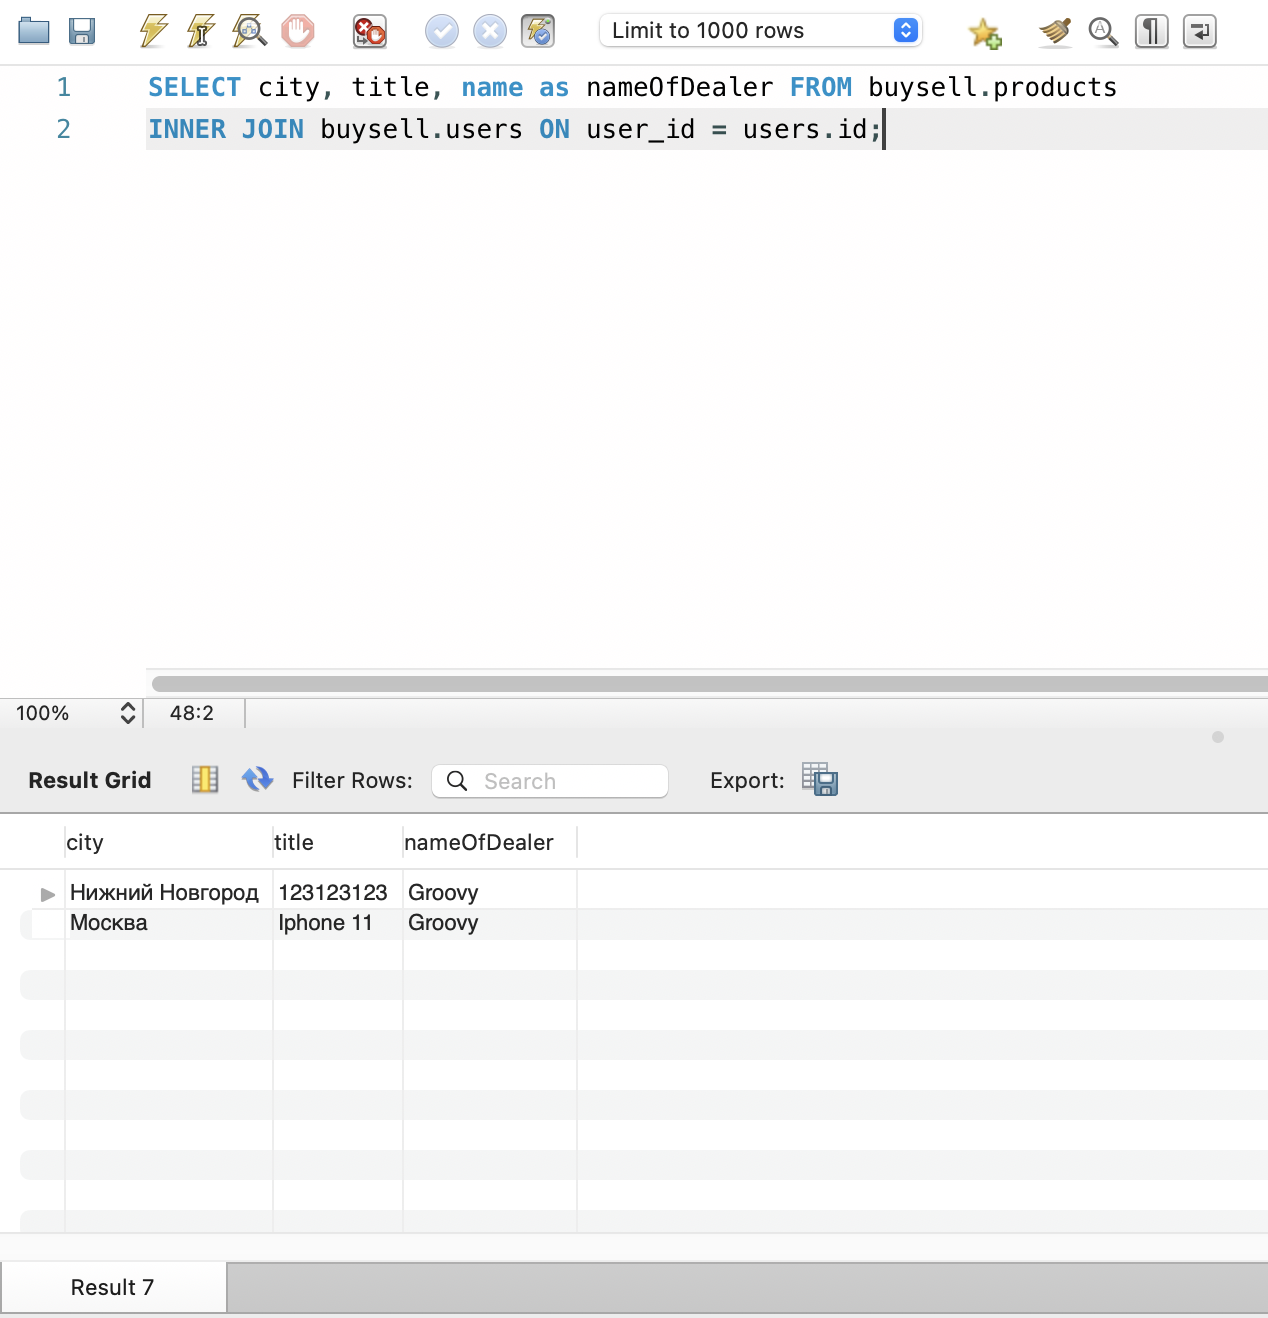 Limit to 1000 rows
1 SELECT city, title, name as nameOfDealer FROM buysell.products
2 INNER JOIN buysell.users ON user_id = users.id;
100% 48:2
Result Grid Filter Rows: Search Export:
city title nameOfDealer
Нижний Новгород 123123123 Groovy
Москва Iphone 11 Groovy
Result 7